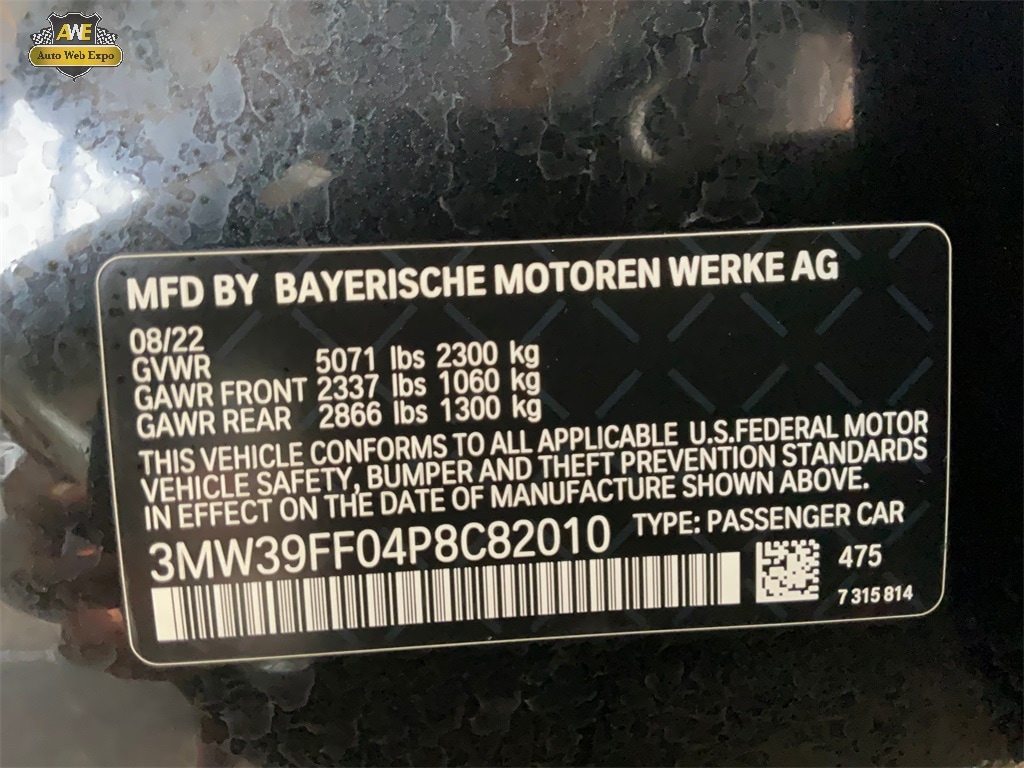 AWE
Auto Web Expo
MFD BY BAYERISCHE MOTOREN WERKE AG
08/22
GVWR 5071 lbs 2300 kg
GAWR FRONT 2337 lbs 1060 kg
GAWR REAR 2866 lbs 1300 kg
THIS VEHICLE CONFORMS TO ALL APPLICABLE U.S.FEDERAL MOTOR
VEHICLE SAFETY, BUMPER AND THEFT PREVENTION STANDARDS
IN EFFECT ON THE DATE OF MANUFACTURE SHOWN ABOVE.
3MW39FF04P8C82010 TYPE: PASSENGER CAR
475
7 315 814